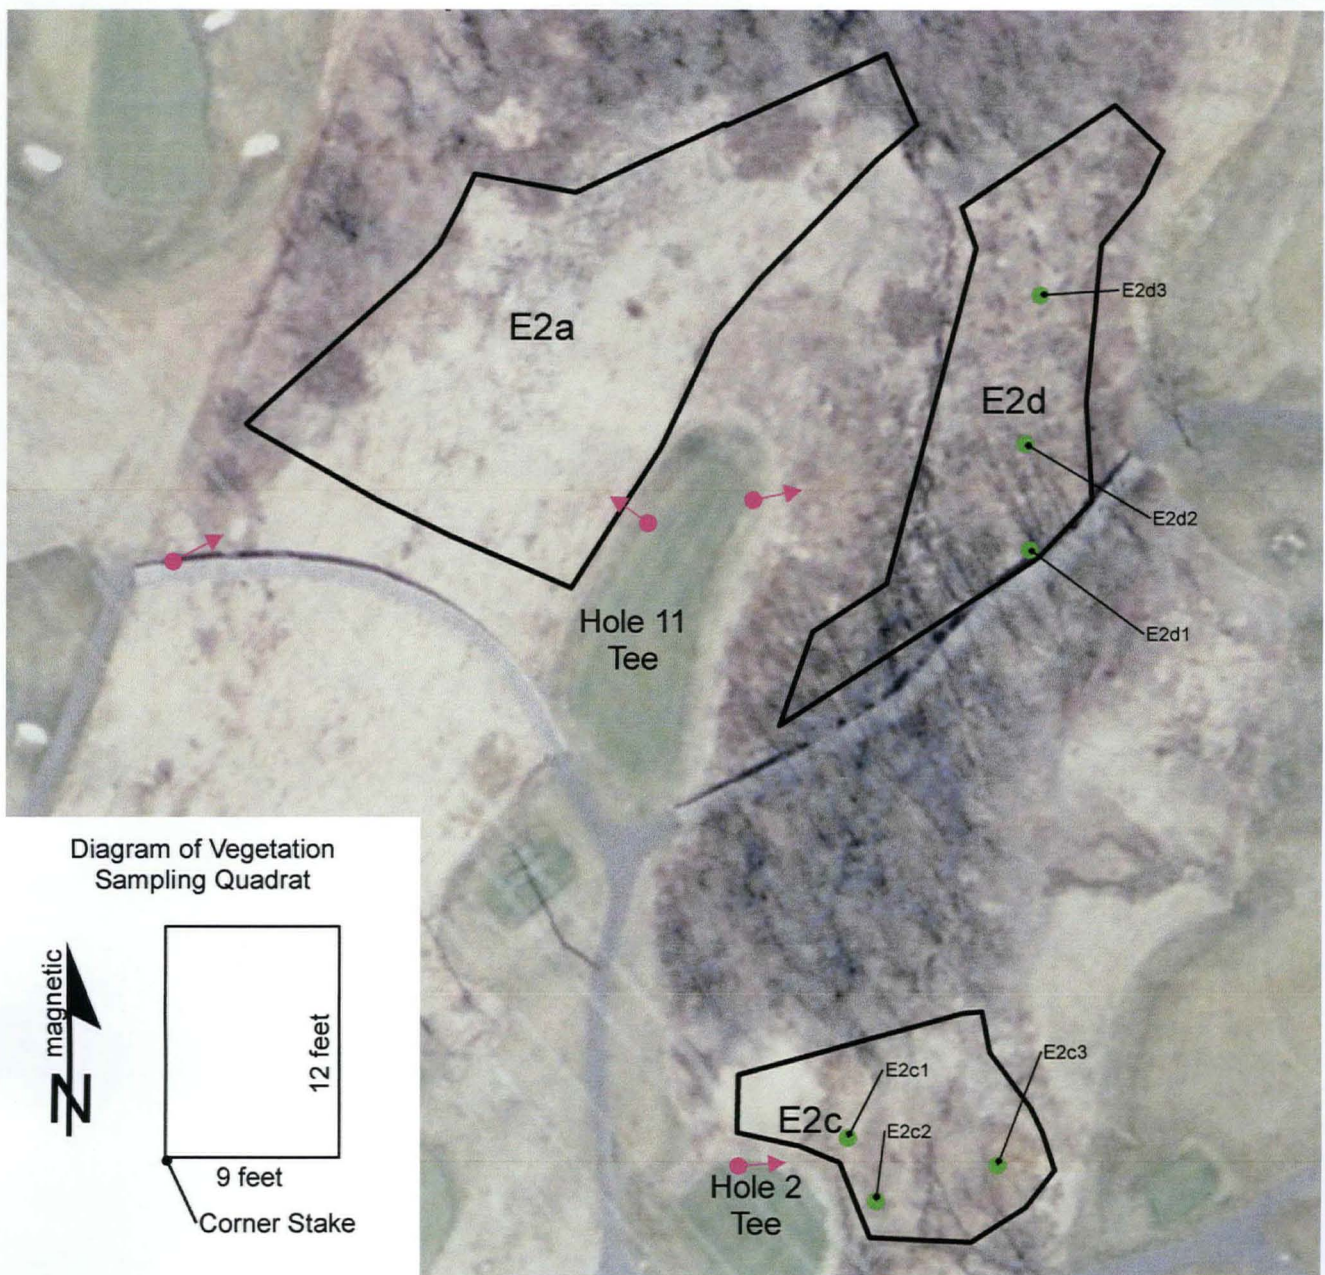 E2a
E2d3
E2d
E2d2
E2d1
Hole 11
Tee
Diagram of Vegetation
Sampling Quadrat
magnetic
N
12 feet
9 feet
Corner Stake
E2c3
E2c1
E2c
E2c2
Hole 2
Tee